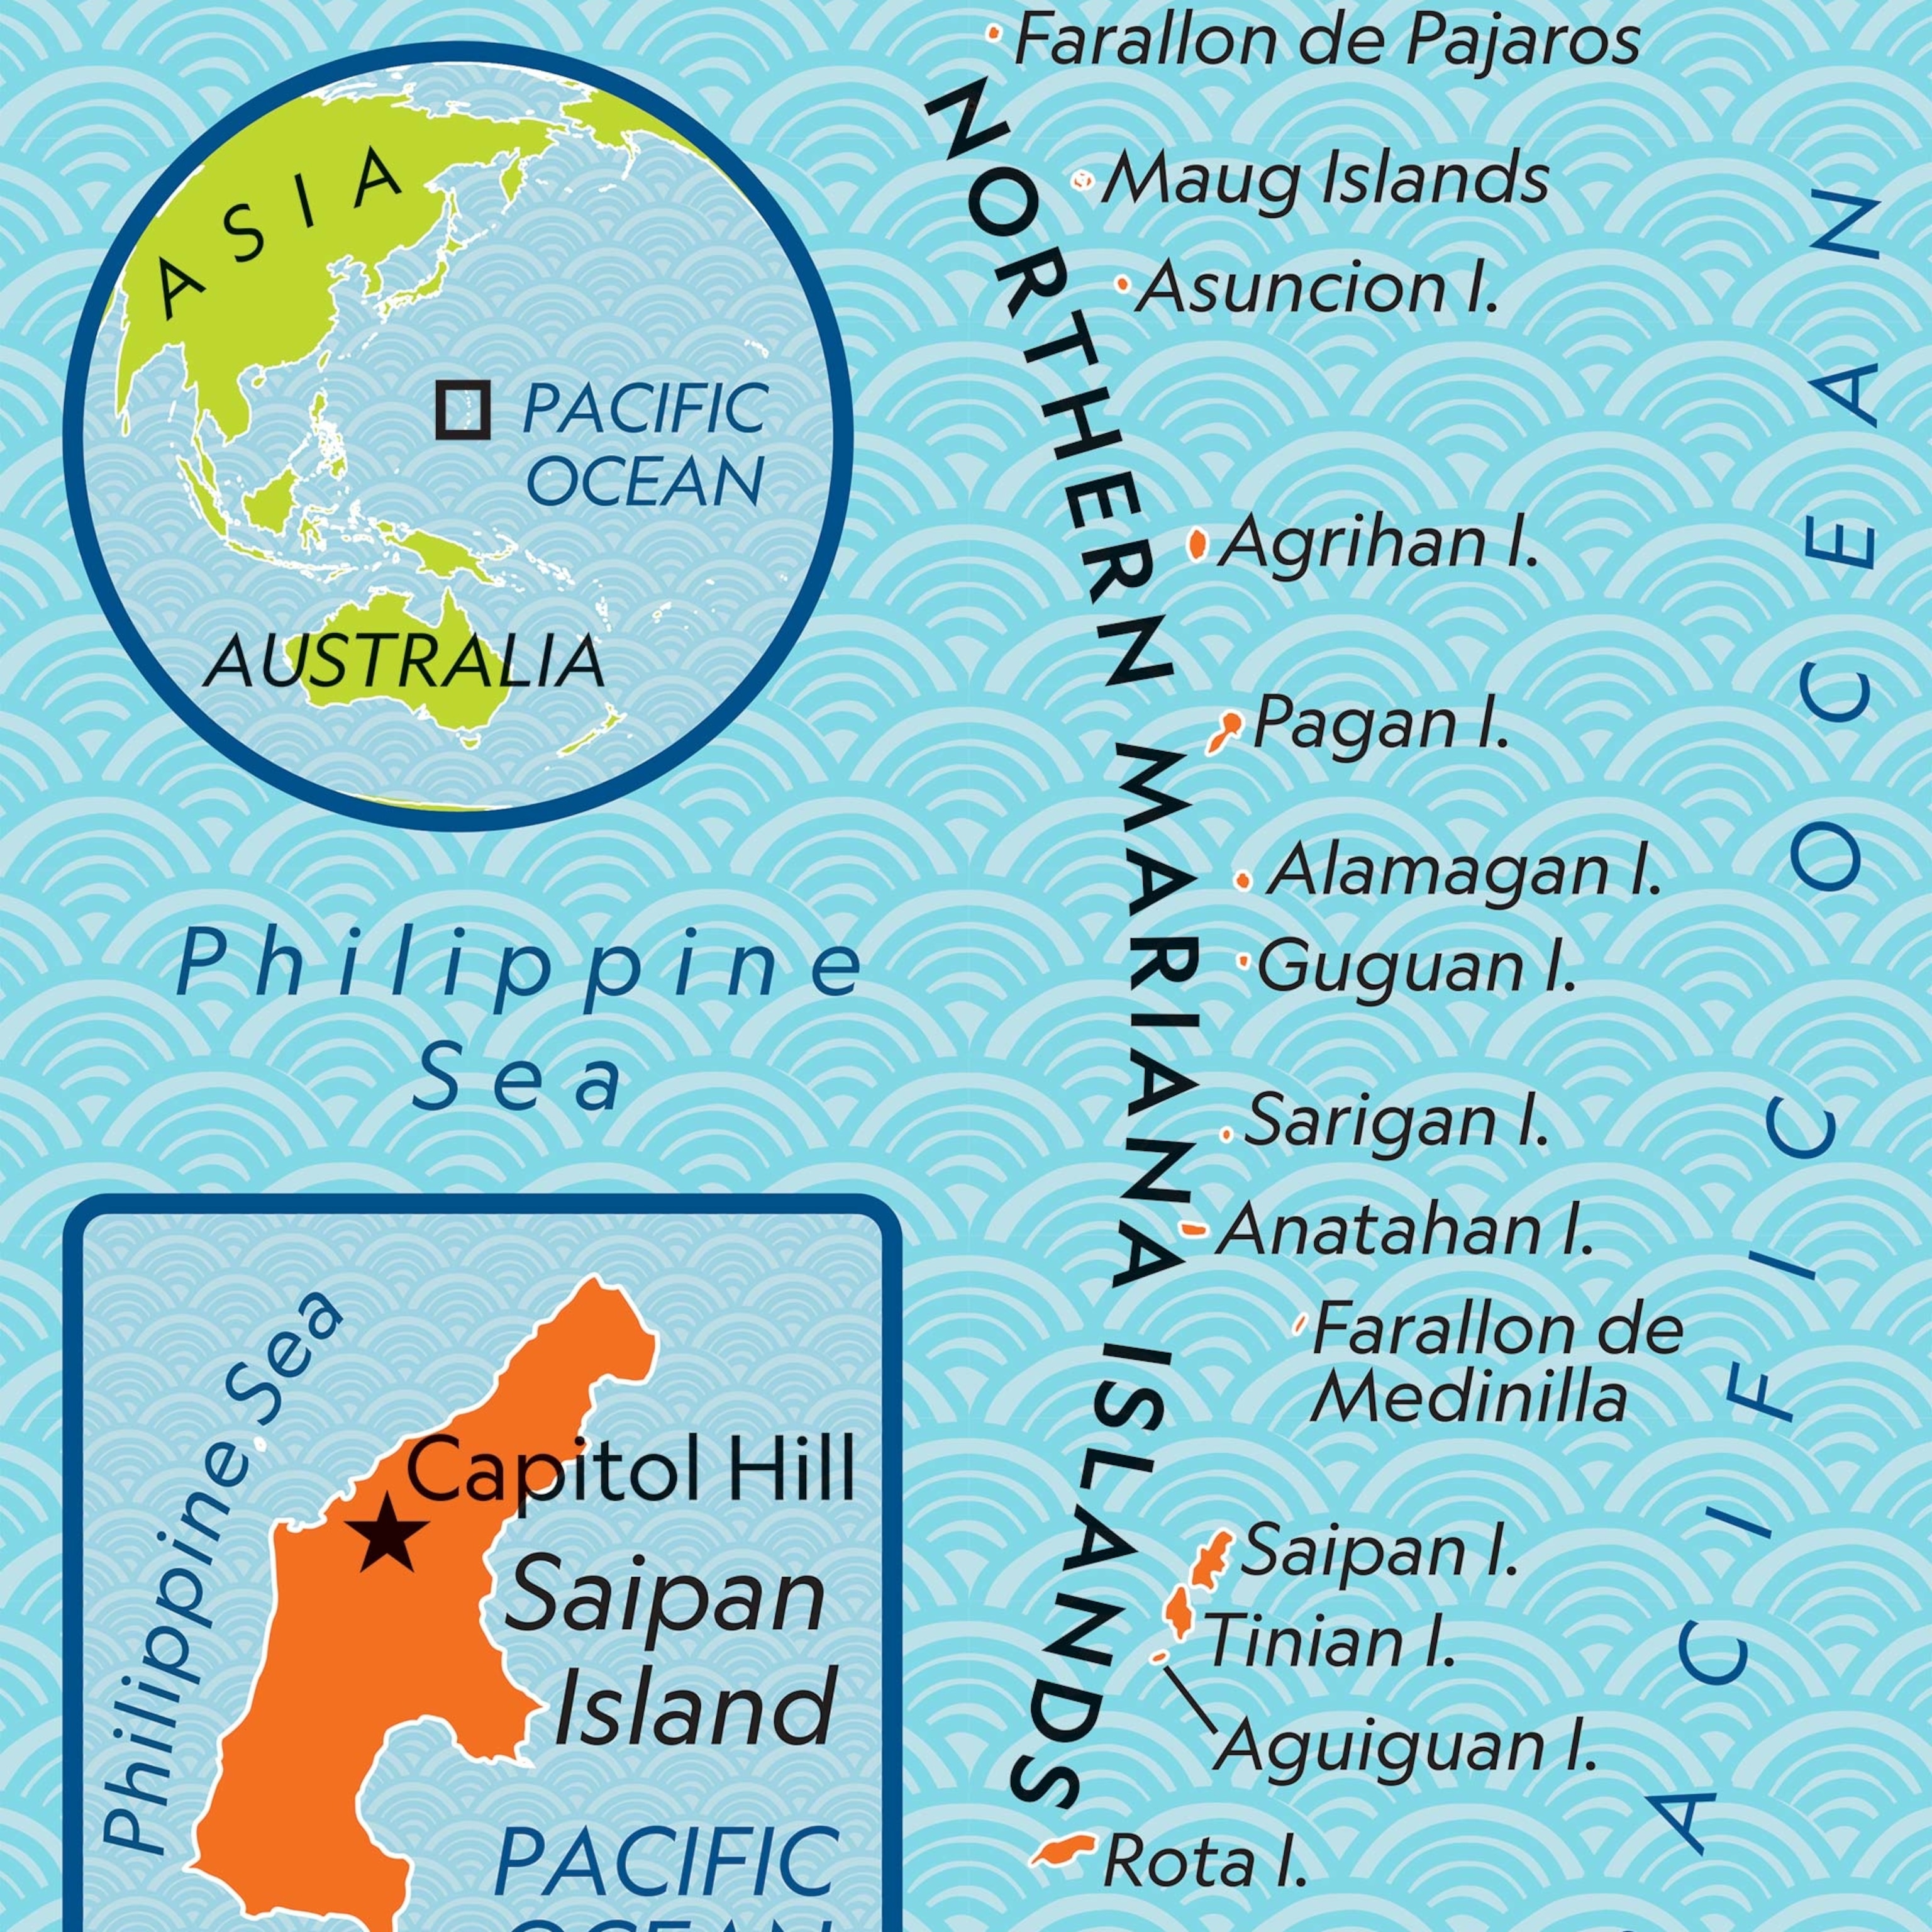 ASIA
PACIFIC
OCEAN
AUSTRALIA
Philippine
Sea
Farallon de Pajaros
Maug Islands
Asuncion I.
Agrihan I.
Pagan I.
Alamagan I.
Guguan I.
Sarigan I.
Anatahan I.
Farallon de
Medinilla
Saipan I.
Tinian I.
Aguiguan I.
Rota I.
NORTHERN MARIANA ISLANDS
ACIFIC OCEAN
Philippine Sea
Capitol Hill
Saipan
Island
PACIFIC
OCEAN